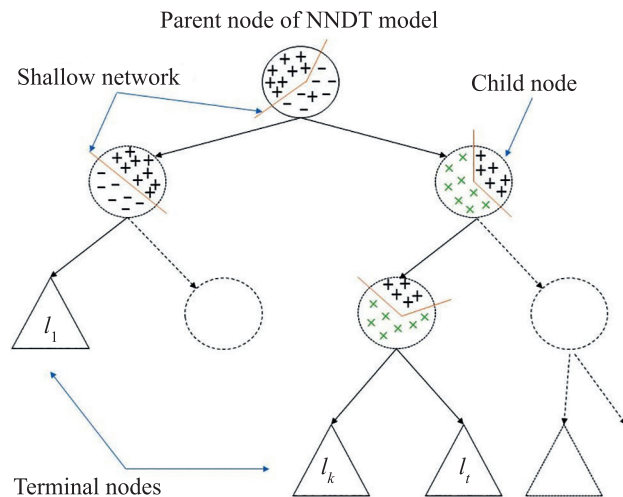 Parent node of NNDT model
Shallow network
Child node
l₁
Terminal nodes
lₖ
lₜ